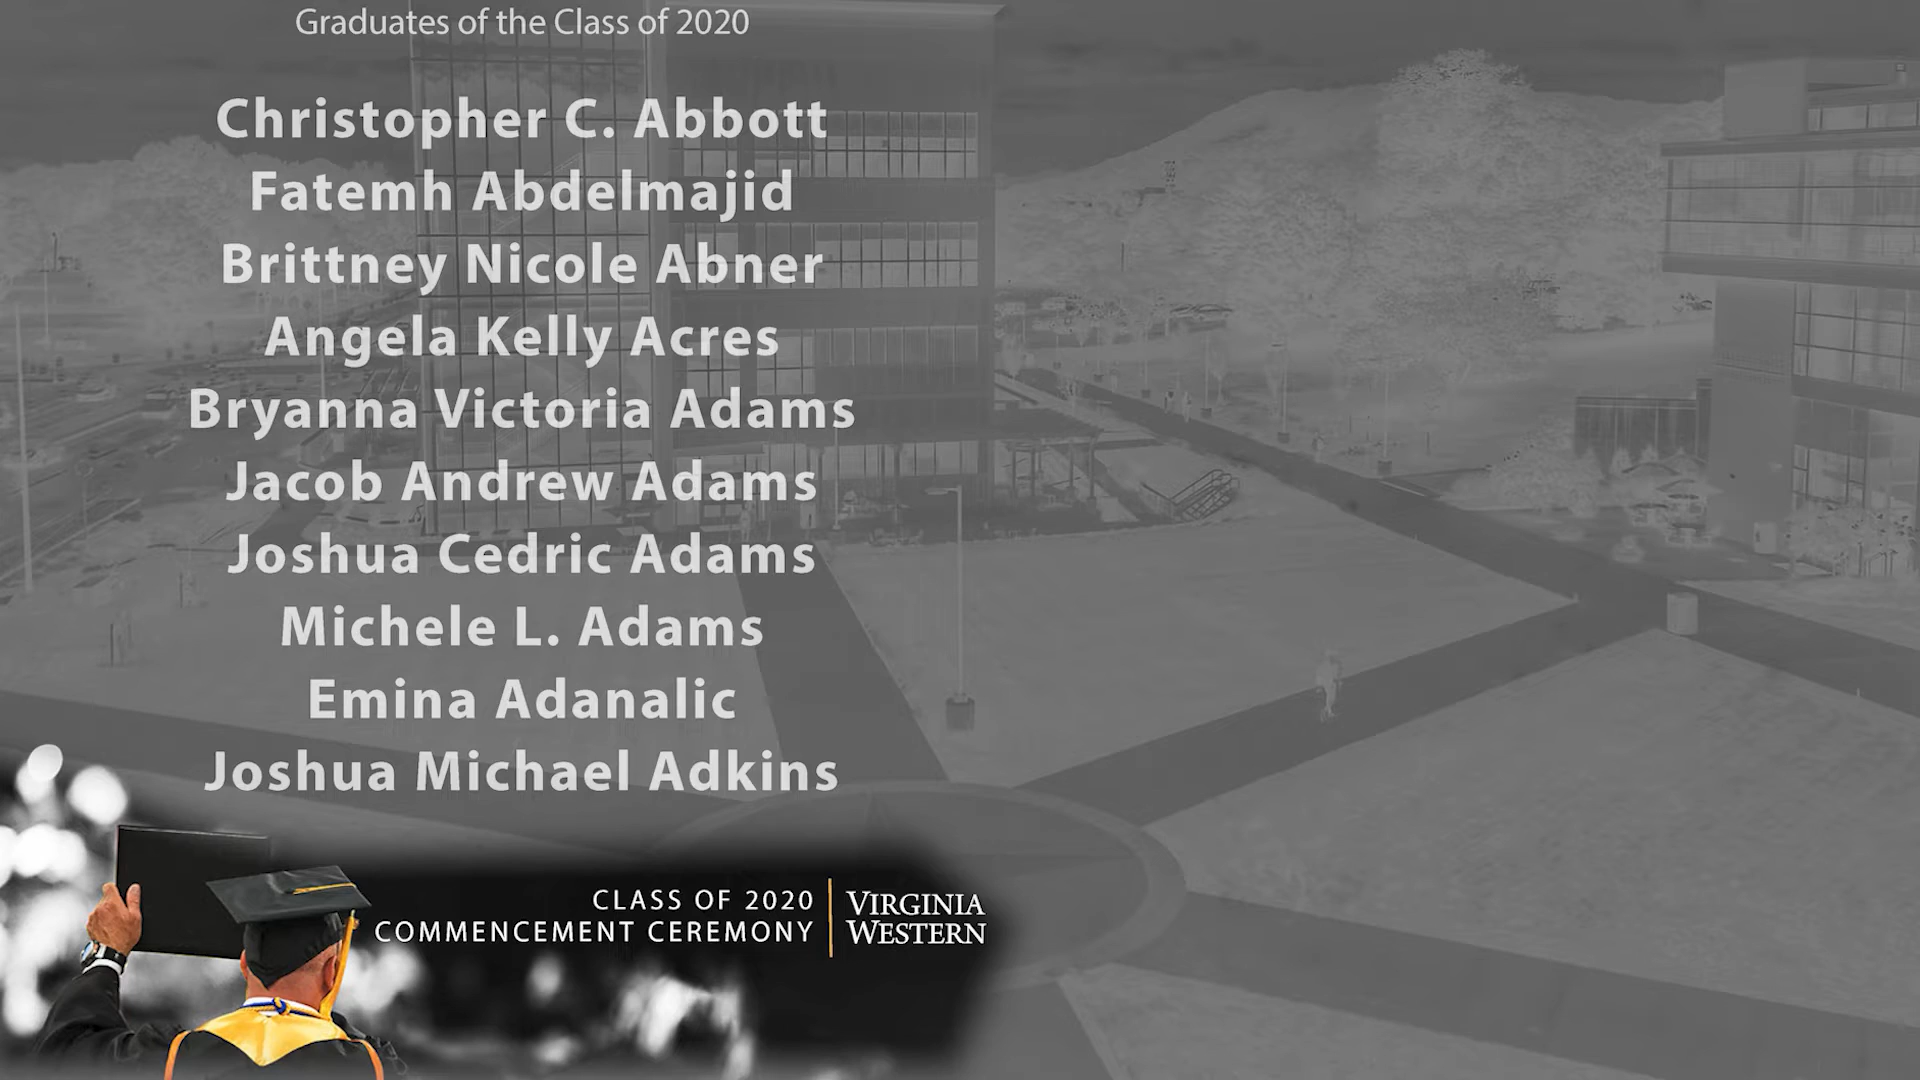 Graduates of the Class of 2020
Christopher C. Abbott
Fatemh Abdelmajid
Brittney Nicole Abner
Angela Kelly Acres
Bryanna Victoria Adams
Jacob Andrew Adams
Joshua Cedric Adams
Michele L. Adams
Emina Adanalic
Joshua Michael Adkins
CLASS OF 2020
COMMENCEMENT CEREMONY
VIRGINIA
WESTERN